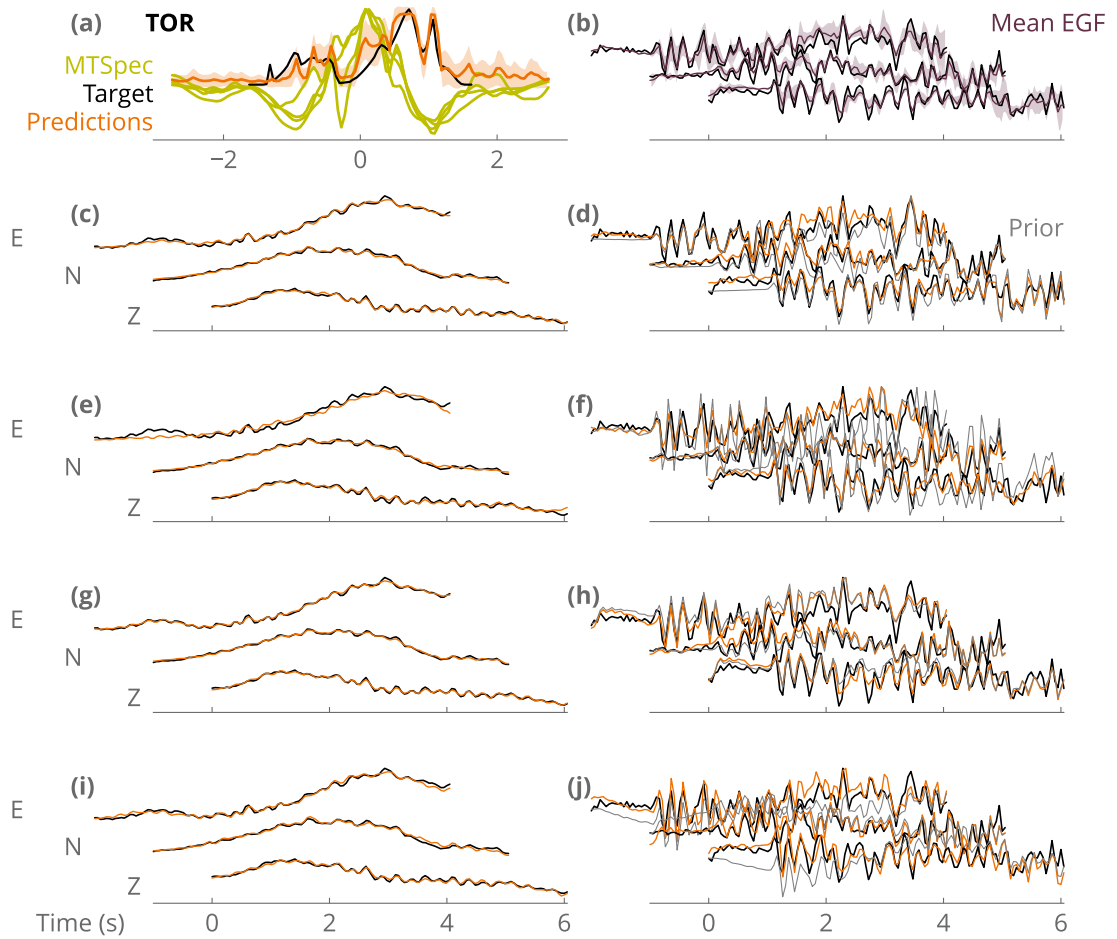 (a) TOR
MTSpec
Target
Predictions
−2 0 2
(b) Mean EGF
(c)
E
N
Z
(d) Prior
(e)
E
N
Z
(f)
(g)
E
N
Z
(h)
(i)
E
N
Z
(j)
Time (s) 0 2 4 6
0 2 4 6